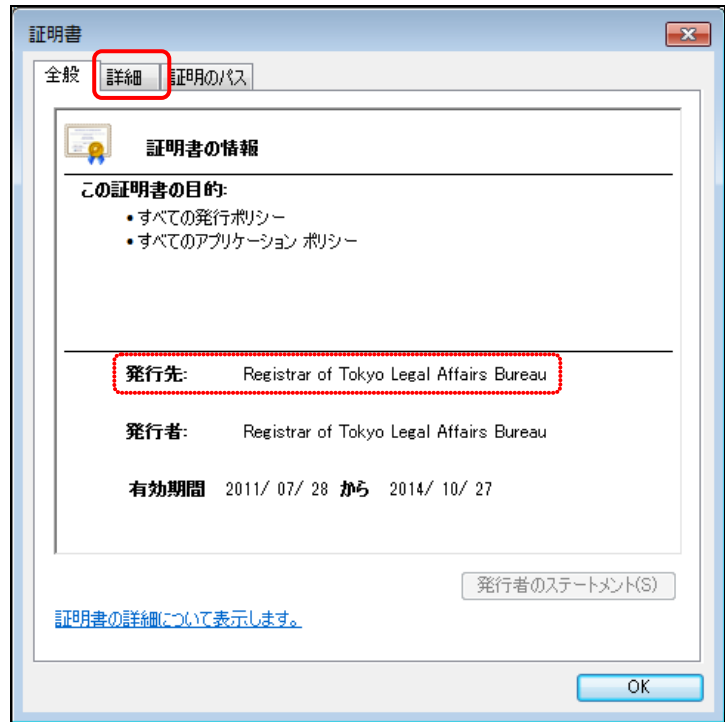 証明書
全般 詳細 証明のパス
証明書の情報
この証明書の目的:
•すべての発行ポリシー
•すべてのアプリケーション ポリシー
発行先: Registrar of Tokyo Legal Affairs Bureau
発行者: Registrar of Tokyo Legal Affairs Bureau
有効期間 2011/ 07/ 28 から 2014/ 10/ 27
発行者のステートメント(S)
証明書の詳細について表示します。
OK